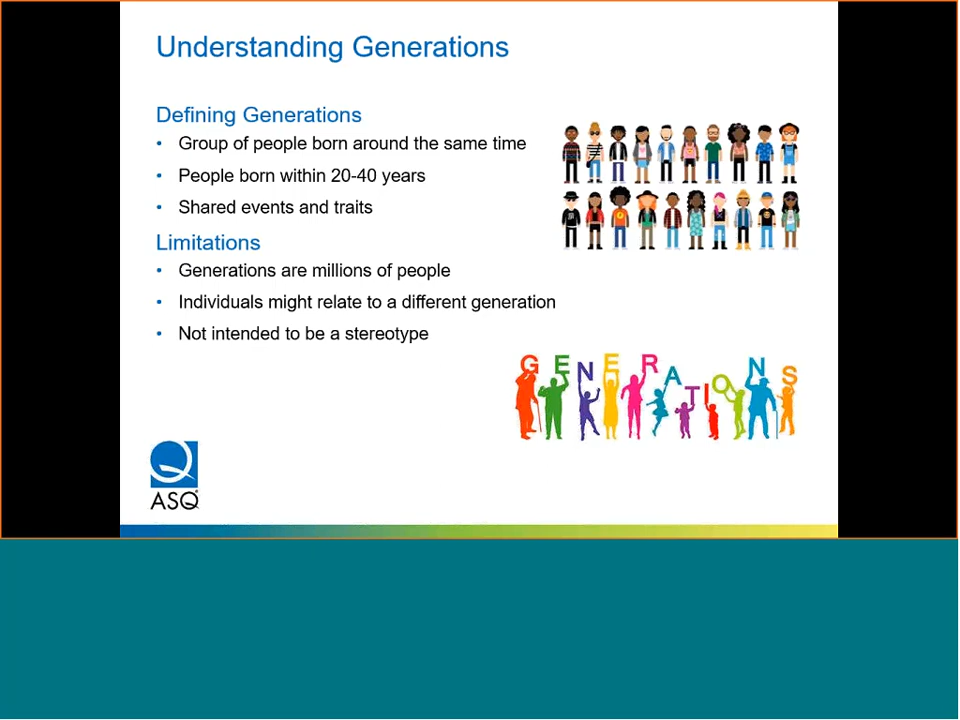 Understanding Generations
Defining Generations
• Group of people born around the same time
• People born within 20-40 years
• Shared events and traits
Limitations
• Generations are millions of people
• Individuals might relate to a different generation
• Not intended to be a stereotype
GENERATIONS
ASQ